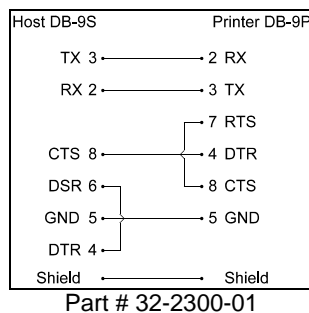 Host DB-9S Printer DB-9P
TX 3 2 RX
RX 2 3 TX
7 RTS
CTS 8 4 DTR
DSR 6 8 CTS
GND 5 5 GND
DTR 4
Shield Shield
Part # 32-2300-01